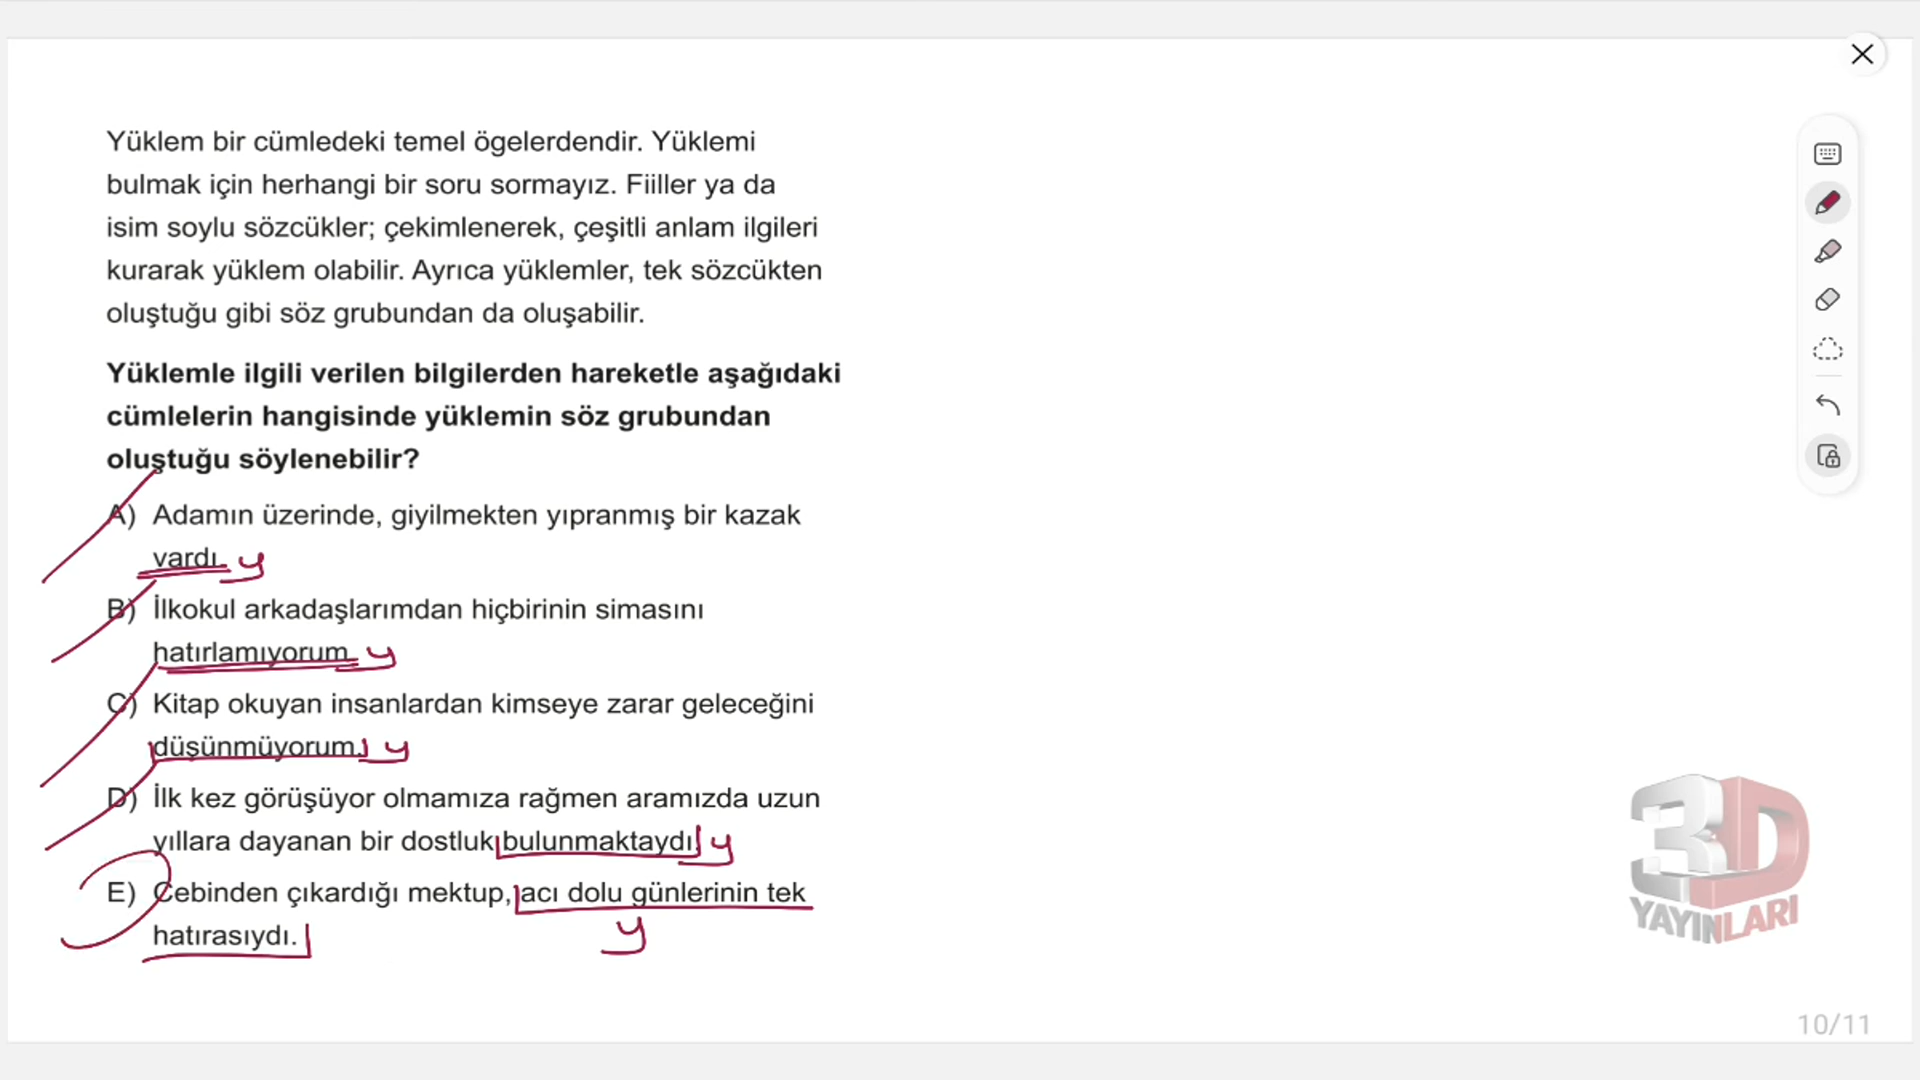 Yüklem bir cümledeki temel ögelerdendir. Yüklemi
bulmak için herhangi bir soru sormayız. Fiiller ya da
isim soylu sözcükler; çekimlenerek, çeşitli anlam ilgileri
kurarak yüklem olabilir. Ayrıca yüklemler, tek sözcükten
oluştuğu gibi söz grubundan da oluşabilir.
Yüklemle ilgili verilen bilgilerden hareketle aşağıdaki
cümlelerin hangisinde yüklemin söz grubundan
oluştuğu söylenebilir?
A) Adamın üzerinde, giyilmekten yıpranmış bir kazak
vardı. y
B) İlkokul arkadaşlarımdan hiçbirinin simasını
hatırlamıyorum. y
C) Kitap okuyan insanlardan kimseye zarar geleceğini
düşünmüyorum. y
D) İlk kez görüşüyor olmamıza rağmen aramızda uzun
yıllara dayanan bir dostluk bulunmaktaydı. y
E) Cebinden çıkardığı mektup, acı dolu günlerinin tek
hatırasıydı. y
3D
YAYINLARI
10/11